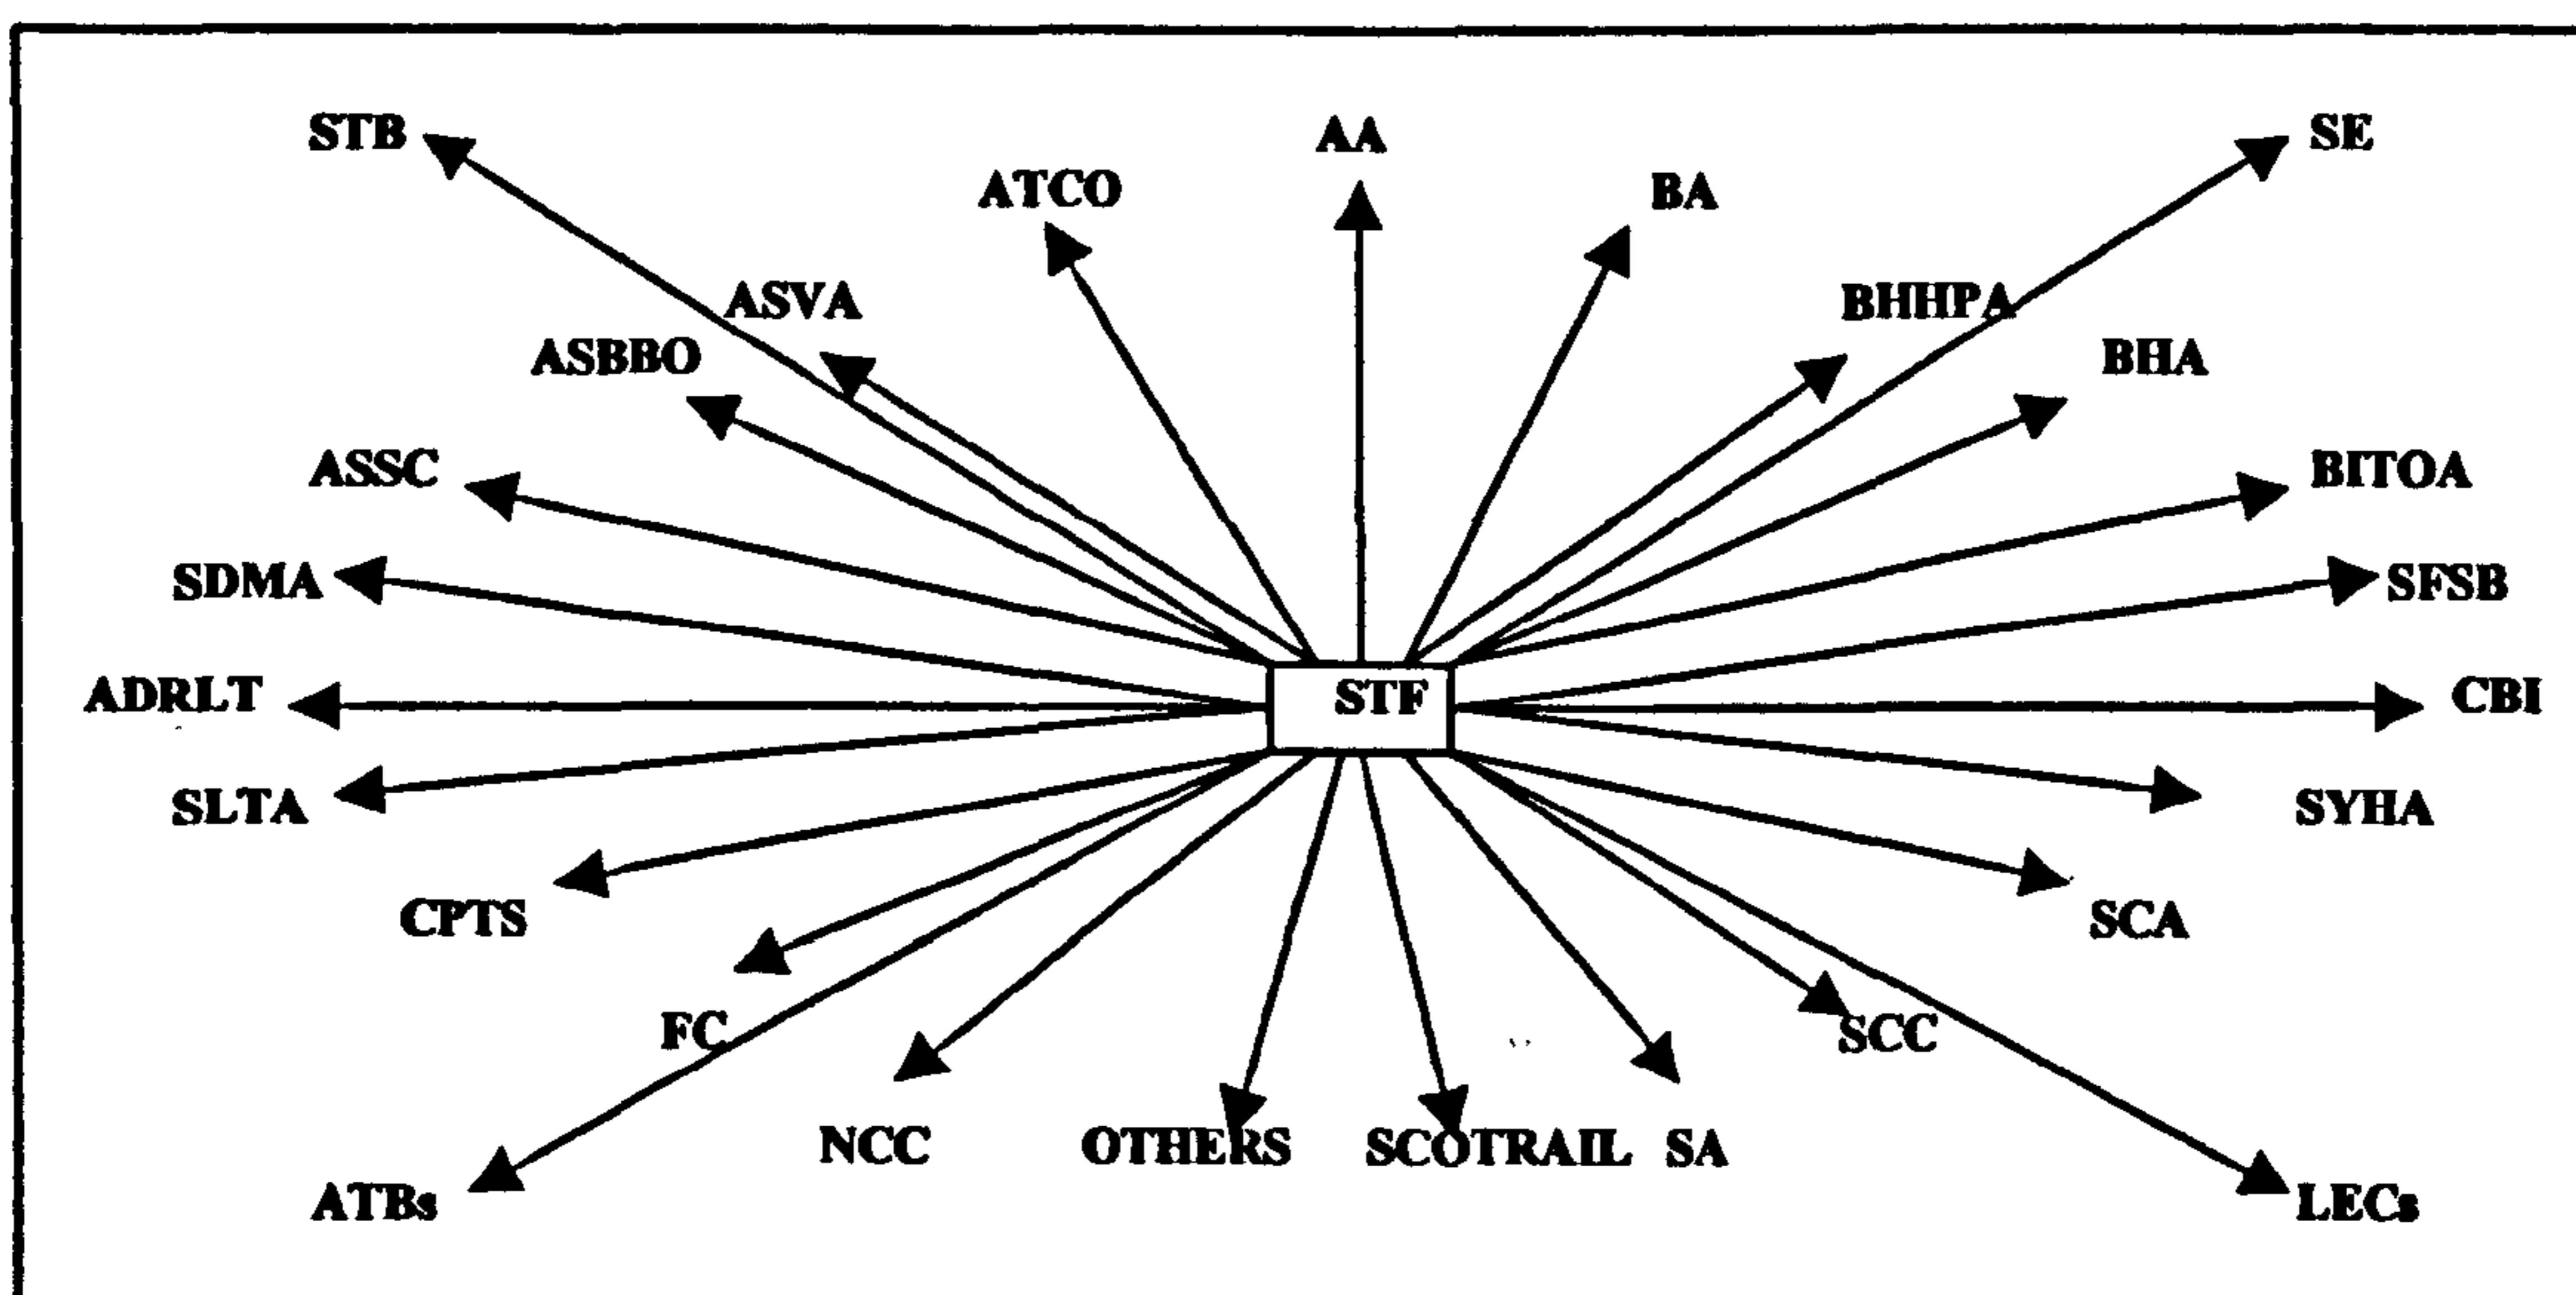 STB
AA
SE
ATCO
BA
ASVA
BHHPA
ASBBO
BHA
ASSC
BITOA
SDMA
SFSB
ADRLT
STF
CBI
SLTA
SYHA
CPTS
SCA
FC
SCC
NCC
OTHERS
SCOTRAIL
SA
ATBs
LECs